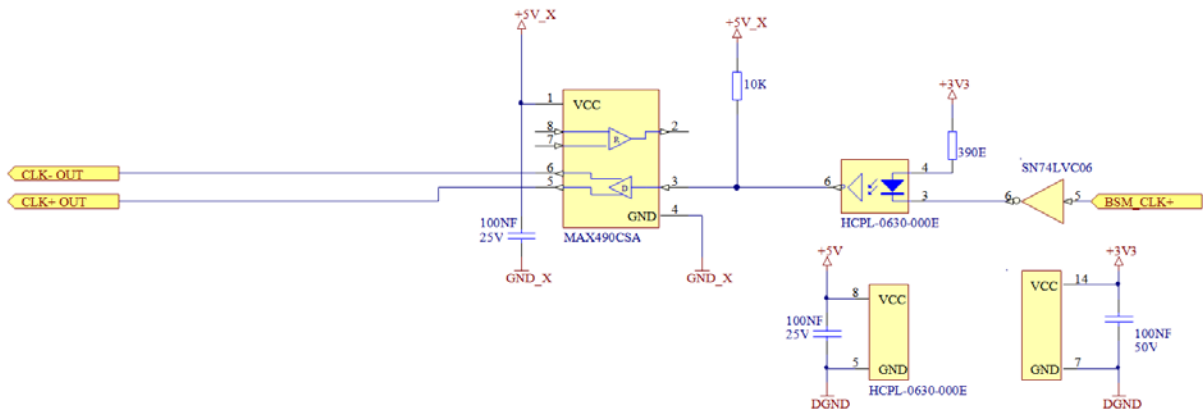 +5V_X
+5V_X
10K
1
VCC
8
7
R
2
+3V3
390E
CLK- OUT
6
CLK+ OUT
5
D
3
6
4
3
SN74LVC06
6
5
BSM_CLK+
HCPL-0630-000E
GND
4
MAX490CSA
100NF
25V
GND_X
GND_X
+5V
8
VCC
100NF
25V
5
GND
HCPL-0630-000E
DGND
+3V3
VCC
14
100NF
50V
GND
7
DGND